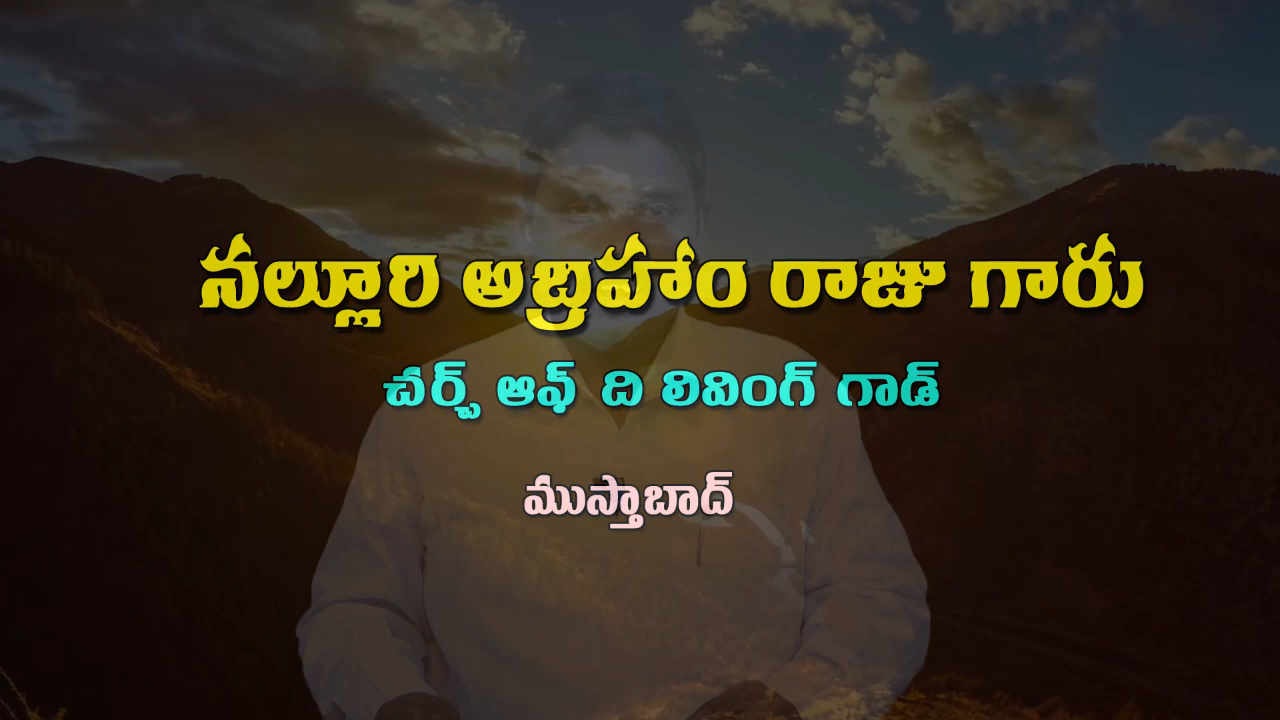 నల్లూరి అబ్రహాం రాజు గారు
చర్చ్ ఆఫ్ ది లివింగ్ గాడ్
ముస్తాబాద్